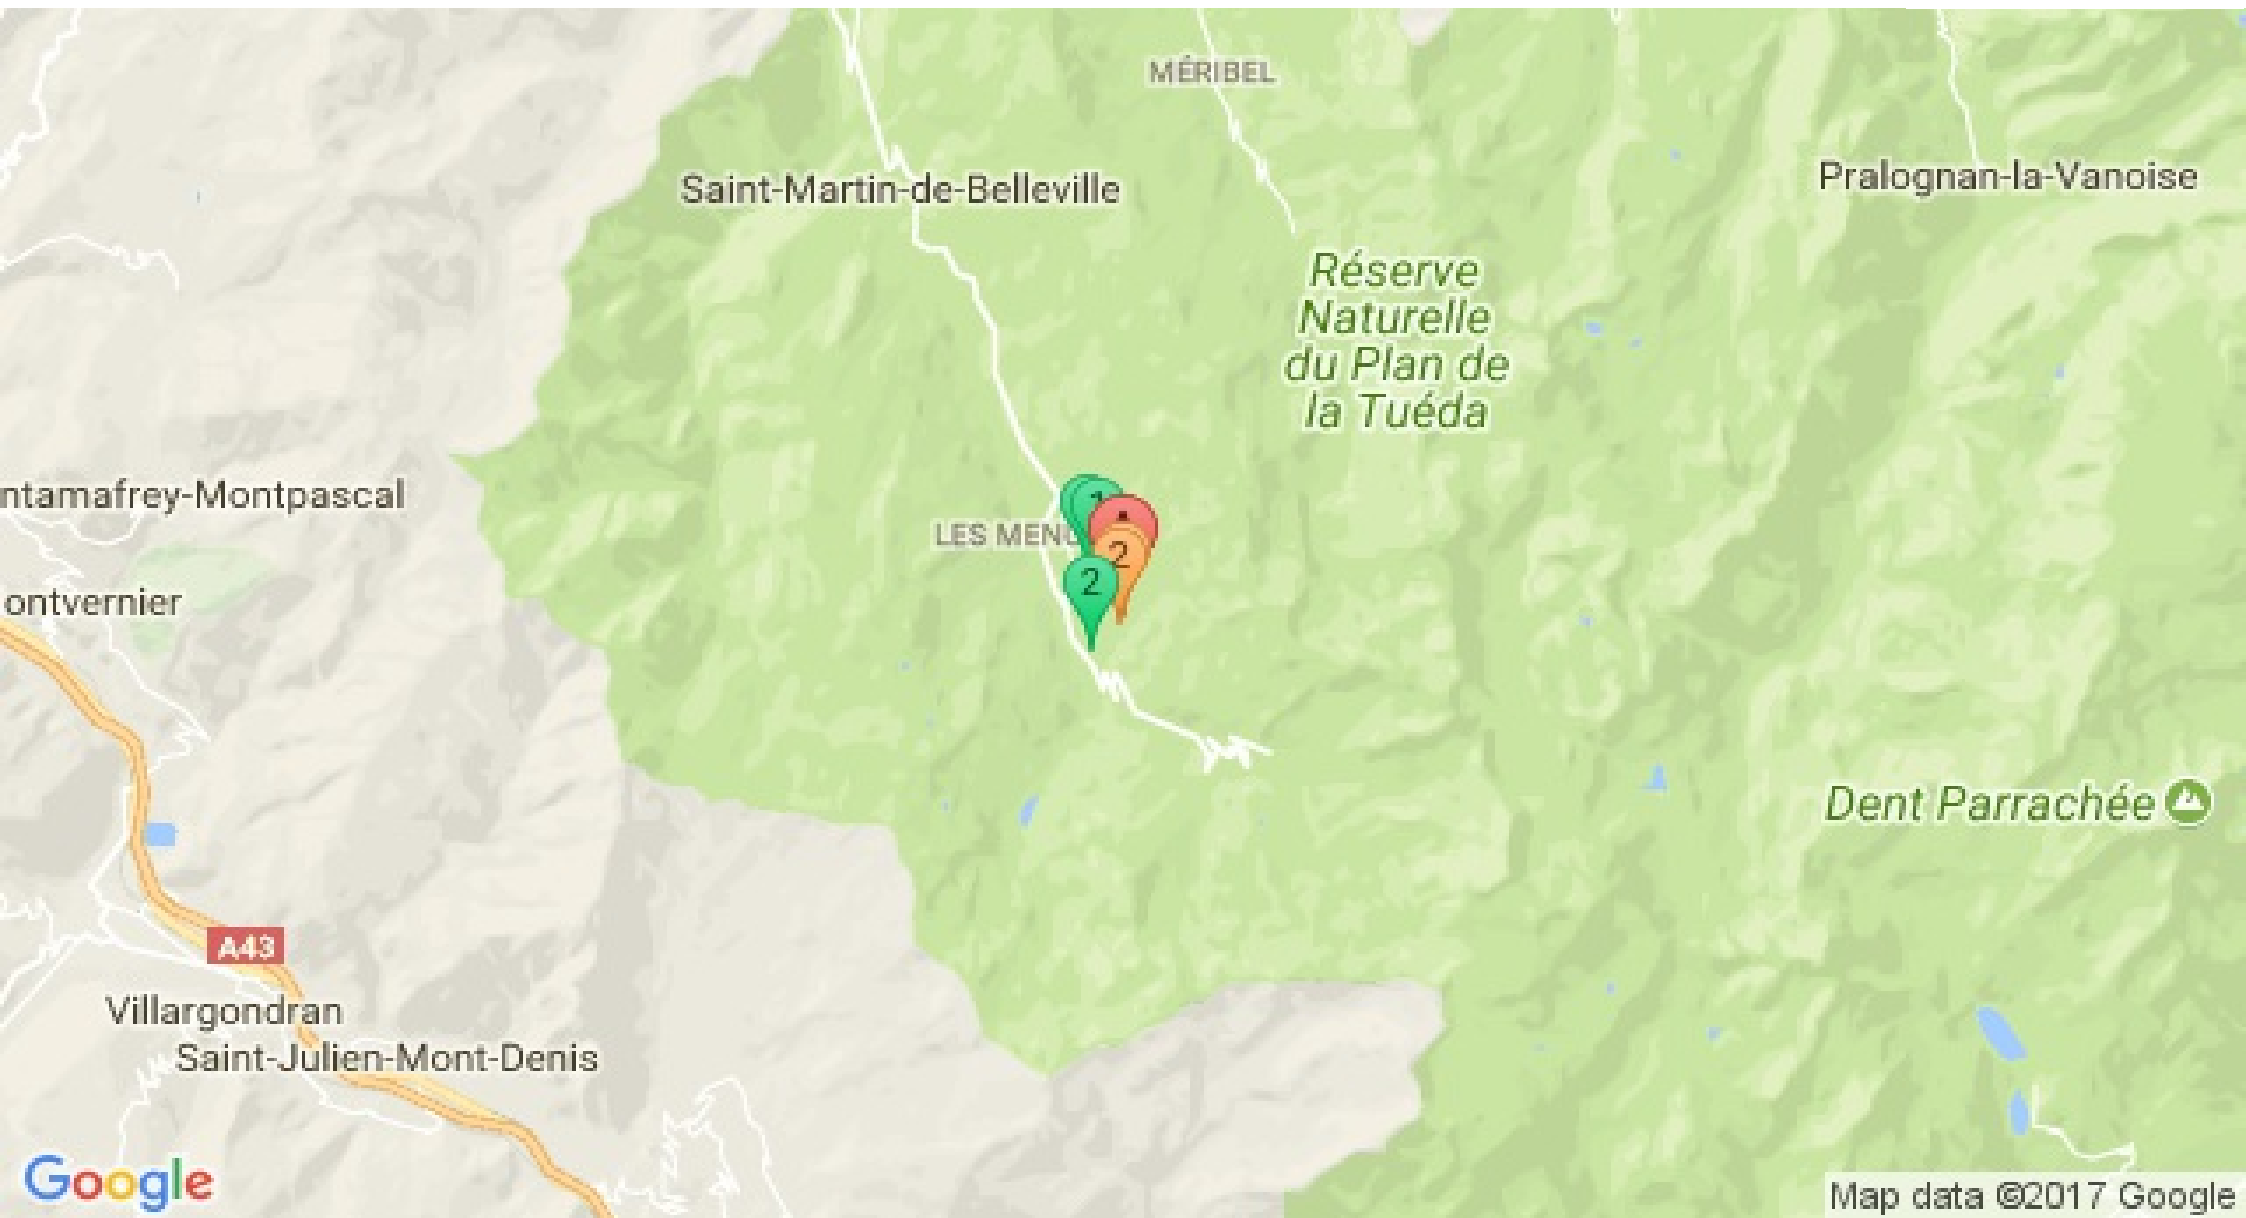 MÉRIBEL
Saint-Martin-de-Belleville
Pralognan-la-Vanoise
Réserve
Naturelle
du Plan de
la Tuéda
ntamafrey-Montpascal
1
LES MENU
2
2
ontvernier
Dent Parrachée
A43
Villargondran
Saint-Julien-Mont-Denis
Google
Map data ©2017 Google